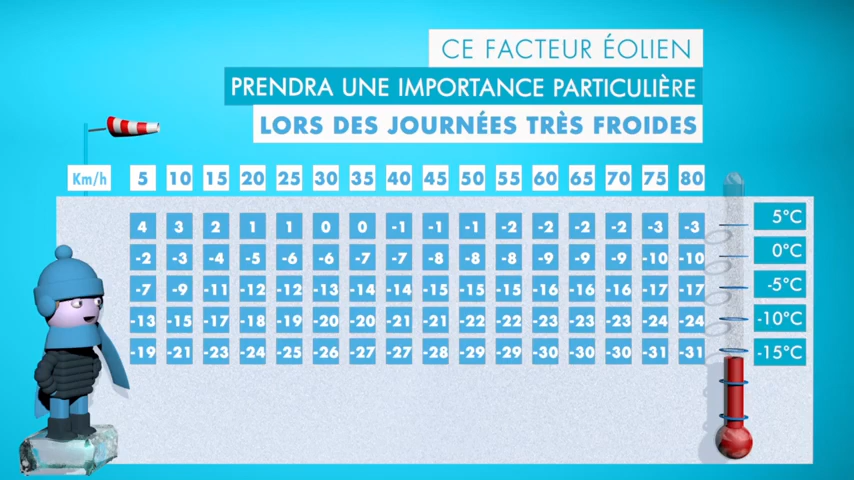 CE FACTEUR ÉOLIEN
PRENDRA UNE IMPORTANCE PARTICULIÈRE
LORS DES JOURNÉES TRÈS FROIDES
Km/h 5 10 15 20 25 30 35 40 45 50 55 60 65 70 75 80
4 3 2 1 1 0 0 -1 -1 -1 -2 -2 -2 -2 -3 -3 5°C
-2 -3 -4 -5 -6 -6 -7 -7 -8 -8 -8 -9 -9 -9 -10 -10 0°C
-7 -9 -11 -12 -12 -13 -14 -14 -15 -15 -15 -16 -16 -16 -17 -17 -5°C
-13 -15 -17 -18 -19 -20 -20 -21 -21 -22 -22 -23 -23 -23 -24 -24 -10°C
-19 -21 -23 -24 -25 -26 -27 -27 -28 -29 -29 -30 -30 -30 -31 -31 -15°C